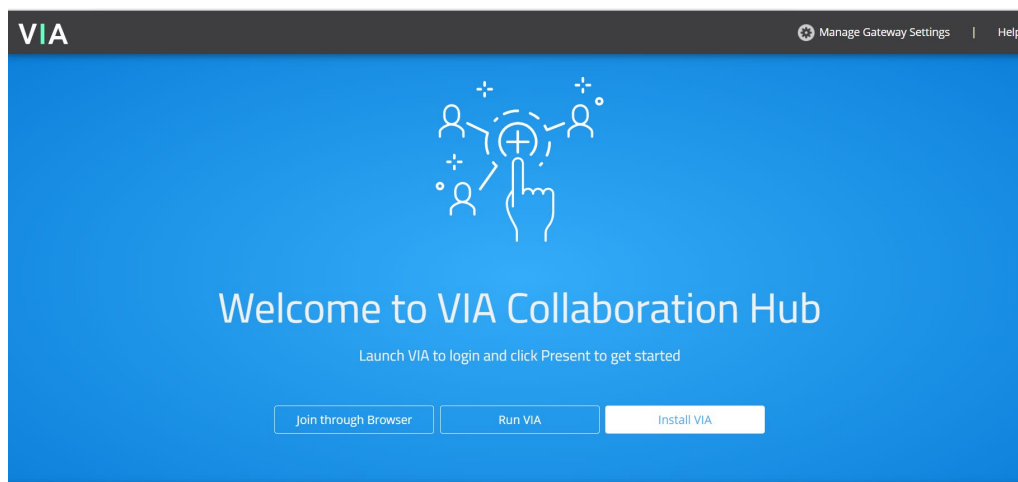 VIA
Manage Gateway Settings | Help
Welcome to VIA Collaboration Hub
Launch VIA to login and click Present to get started
Join through Browser
Run VIA
Install VIA